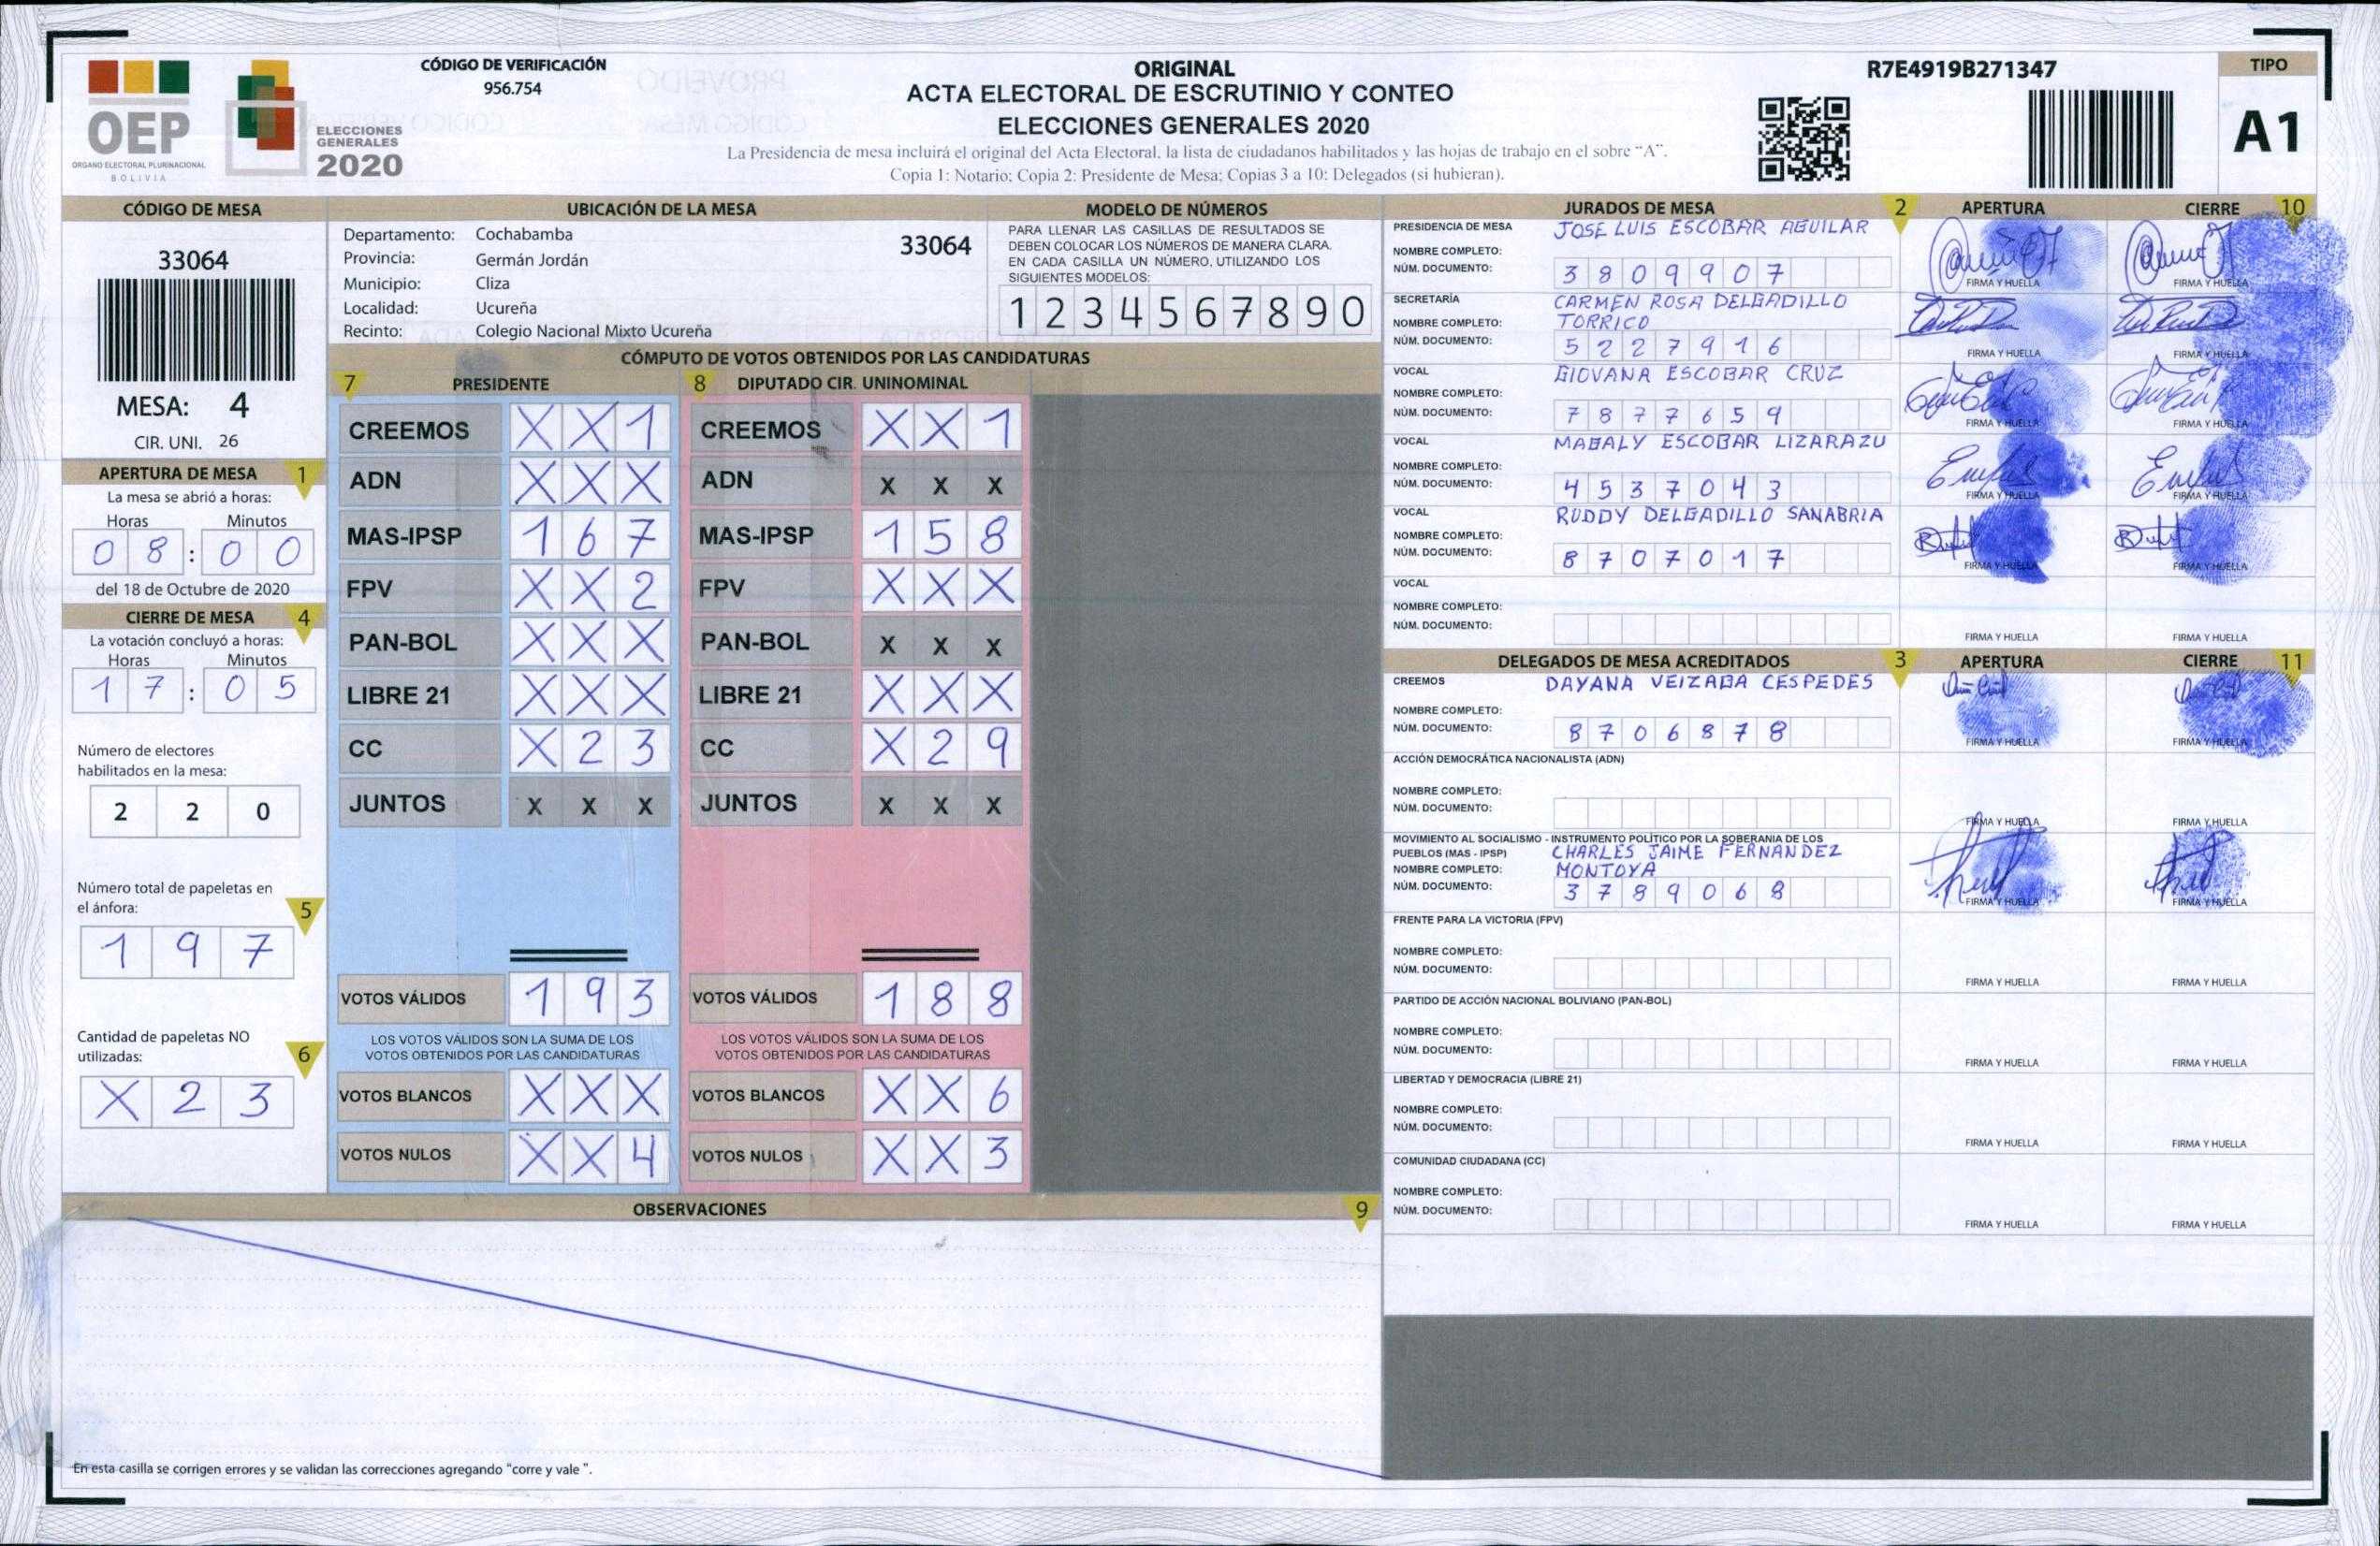 OEP
ORGANO ELECTORAL PLURINACIONAL
BOLIVIA
ELECCIONES
GENERALES
2020
CÓDIGO DE VERIFICACIÓN
956.754
ORIGINAL
ACTA ELECTORAL DE ESCRUTINIO Y CONTEO
ELECCIONES GENERALES 2020
La Presidencia de mesa incluirá el original del Acta Electoral, la lista de ciudadanos habilitados y las hojas de trabajo en el sobre "A".
Copia 1: Notario; Copia 2: Presidente de Mesa; Copias 3 a 10: Delegados (si hubieran).
R7E4919B271347
TIPO
A1
CÓDIGO DE MESA
33064
MESA: 4
CIR. UNI. 26
APERTURA DE MESA 1
La mesa se abrió a horas:
Horas Minutos
0 8 : 0 0
del 18 de Octubre de 2020
CIERRE DE MESA 4
La votación concluyó a horas:
Horas Minutos
1 7 : 0 5
Número de electores
habilitados en la mesa:
2 2 0
Número total de papeletas en
el ánfora: 5
1 9 7
Cantidad de papeletas NO
utilizadas: 6
X 2 3
UBICACIÓN DE LA MESA
Departamento: Cochabamba
Provincia: Germán Jordán
Municipio: Cliza
Localidad: Ucureña
Recinto: Colegio Nacional Mixto Ucureña
33064
MODELO DE NÚMEROS
PARA LLENAR LAS CASILLAS DE RESULTADOS SE
DEBEN COLOCAR LOS NÚMEROS DE MANERA CLARA,
EN CADA CASILLA UN NÚMERO, UTILIZANDO LOS
SIGUIENTES MODELOS:
1 2 3 4 5 6 7 8 9 0
CÓMPUTO DE VOTOS OBTENIDOS POR LAS CANDIDATURAS
7 PRESIDENTE 8 DIPUTADO CIR. UNINOMINAL
CREEMOS X X 1 CREEMOS X X 1
ADN X X X ADN X X X
MAS-IPSP 1 6 7 MAS-IPSP 1 5 8
FPV X X 2 FPV X X X
PAN-BOL X X X PAN-BOL X X X
LIBRE 21 X X X LIBRE 21 X X X
CC X 2 3 CC X 2 9
JUNTOS X X X JUNTOS X X X
VOTOS VÁLIDOS 1 9 3 VOTOS VÁLIDOS 1 8 8
LOS VOTOS VÁLIDOS SON LA SUMA DE LOS LOS VOTOS VÁLIDOS SON LA SUMA DE LOS
VOTOS OBTENIDOS POR LAS CANDIDATURAS VOTOS OBTENIDOS POR LAS CANDIDATURAS
VOTOS BLANCOS X X X VOTOS BLANCOS X X 6
VOTOS NULOS X X 4 VOTOS NULOS X X 3
OBSERVACIONES 9
En esta casilla se corrigen errores y se validan las correcciones agregando "corre y vale ".
JURADOS DE MESA 2 APERTURA CIERRE 10
PRESIDENCIA DE MESA JOSE LUIS ESCOBAR AGUILAR
NOMBRE COMPLETO:
NÚM. DOCUMENTO: 3 8 0 9 9 0 7 FIRMA Y HUELLA FIRMA Y HUELLA
SECRETARÍA CARMEN ROSA DELGADILLO
NOMBRE COMPLETO: TORRICO
NÚM. DOCUMENTO: 5 2 2 7 9 1 6 FIRMA Y HUELLA FIRMA Y HUELLA
VOCAL GIOVANA ESCOBAR CRUZ
NOMBRE COMPLETO:
NÚM. DOCUMENTO: 7 8 7 7 6 5 9 FIRMA Y HUELLA FIRMA Y HUELLA
VOCAL MAGALY ESCOBAR LIZARAZU
NOMBRE COMPLETO:
NÚM. DOCUMENTO: 4 5 3 7 0 4 3 FIRMA Y HUELLA FIRMA Y HUELLA
VOCAL RUDDY DELGADILLO SANABRIA
NOMBRE COMPLETO:
NÚM. DOCUMENTO: 8 7 0 7 0 1 7 FIRMA Y HUELLA FIRMA Y HUELLA
VOCAL
NOMBRE COMPLETO:
NÚM. DOCUMENTO: FIRMA Y HUELLA FIRMA Y HUELLA
DELEGADOS DE MESA ACREDITADOS 3 APERTURA CIERRE 11
CREEMOS DAYANA VEIZAGA CESPEDES
NOMBRE COMPLETO:
NÚM. DOCUMENTO: 8 7 0 6 8 7 8 FIRMA Y HUELLA FIRMA Y HUELLA
ACCIÓN DEMOCRÁTICA NACIONALISTA (ADN)
NOMBRE COMPLETO:
NÚM. DOCUMENTO: FIRMA Y HUELLA FIRMA Y HUELLA
MOVIMIENTO AL SOCIALISMO - INSTRUMENTO POLÍTICO POR LA SOBERANIA DE LOS
PUEBLOS (MAS - IPSP) CHARLES JAIME FERNANDEZ
NOMBRE COMPLETO: MONTOYA
NÚM. DOCUMENTO: 3 7 8 9 0 6 8 FIRMA Y HUELLA FIRMA Y HUELLA
FRENTE PARA LA VICTORIA (FPV)
NOMBRE COMPLETO:
NÚM. DOCUMENTO: FIRMA Y HUELLA FIRMA Y HUELLA
PARTIDO DE ACCIÓN NACIONAL BOLIVIANO (PAN-BOL)
NOMBRE COMPLETO:
NÚM. DOCUMENTO: FIRMA Y HUELLA FIRMA Y HUELLA
LIBERTAD Y DEMOCRACIA (LIBRE 21)
NOMBRE COMPLETO:
NÚM. DOCUMENTO: FIRMA Y HUELLA FIRMA Y HUELLA
COMUNIDAD CIUDADANA (CC)
NOMBRE COMPLETO:
NÚM. DOCUMENTO: FIRMA Y HUELLA FIRMA Y HUELLA